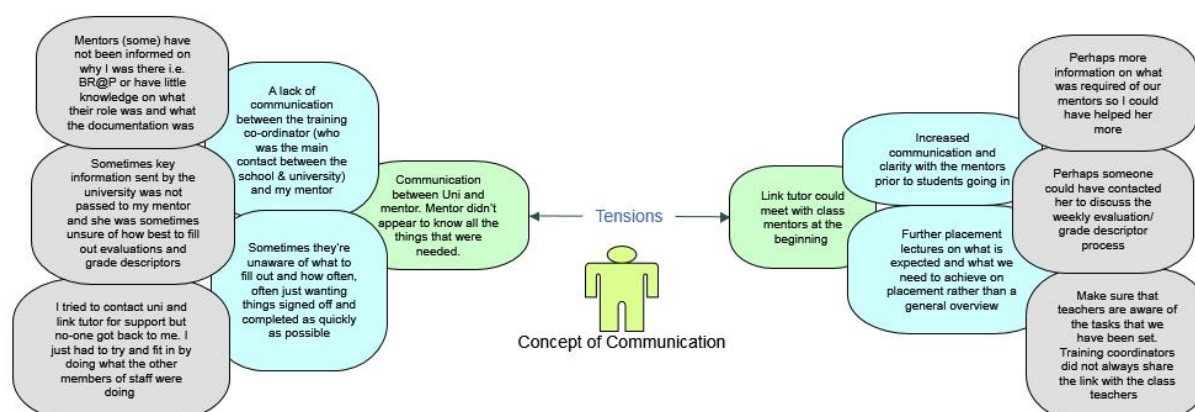 Mentors (some) have
not been informed on
why I was there i.e.
BR@P or have little
knowledge on what
their role was and what
the documentation was
Sometimes key
information sent by the
university was not
passed to my mentor
and she was sometimes
unsure of how best to fill
out evaluations and
grade descriptors
I tried to contact uni and
link tutor for support but
no-one got back to me. I
just had to try and fit in by
doing what the other
members of staff were
doing
A lack of
communication
between the training
co-ordinator (who
was the main
contact between the
school & university)
and my mentor
Sometimes they're
unaware of what to
fill out and how often,
often just wanting
things signed off and
completed as quickly
as possible
Communication
between Uni and
mentor. Mentor didn't
appear to know all the
things that were
needed.
Tensions
Concept of Communication
Link tutor could
meet with class
mentors at the
beginning
Increased
communication and
clarity with the mentors
prior to students going in
Further placement
lectures on what is
expected and what we
need to achieve on
placement rather than a
general overview
Perhaps more
information on what
was required of our
mentors so I could
have helped her
more
Perhaps someone
could have contacted
her to discuss the
weekly evaluation/
grade descriptor
process
Make sure that
teachers are aware of
the tasks that we
have been set.
Training coordinators
did not always share
the link with the class
teachers